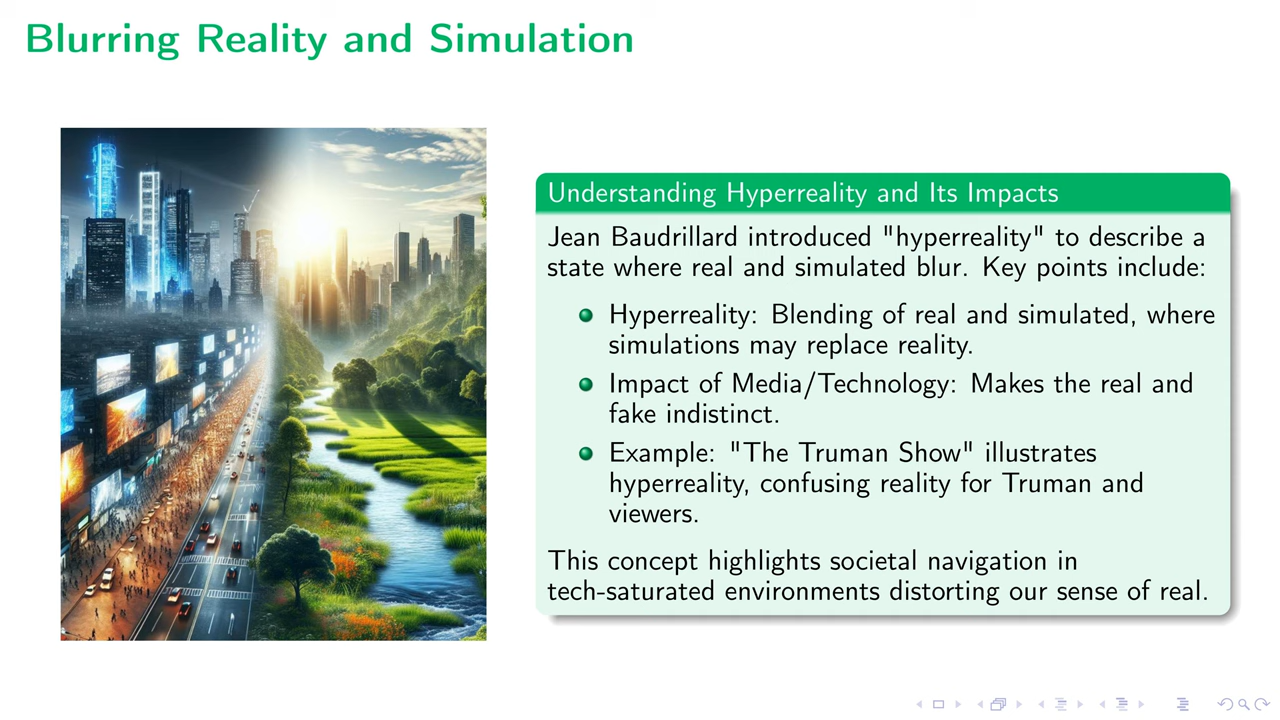 Blurring Reality and Simulation
Understanding Hyperreality and Its Impacts
Jean Baudrillard introduced "hyperreality" to describe a
state where real and simulated blur. Key points include:
Hyperreality: Blending of real and simulated, where
simulations may replace reality.
Impact of Media/Technology: Makes the real and
fake indistinct.
Example: "The Truman Show" illustrates
hyperreality, confusing reality for Truman and
viewers.
This concept highlights societal navigation in
tech-saturated environments distorting our sense of real.